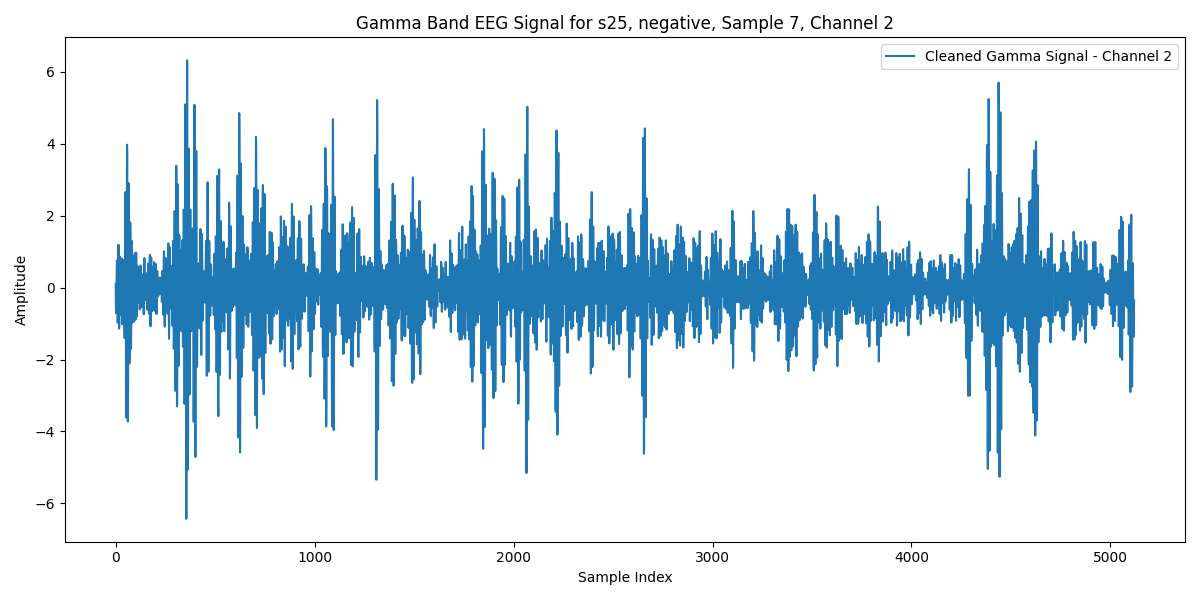 Gamma Band EEG Signal for s25, negative, Sample 7, Channel 2
Cleaned Gamma Signal - Channel 2
6
4
2
0
−2
−4
−6
Amplitude
0 1000 2000 3000 4000 5000
Sample Index